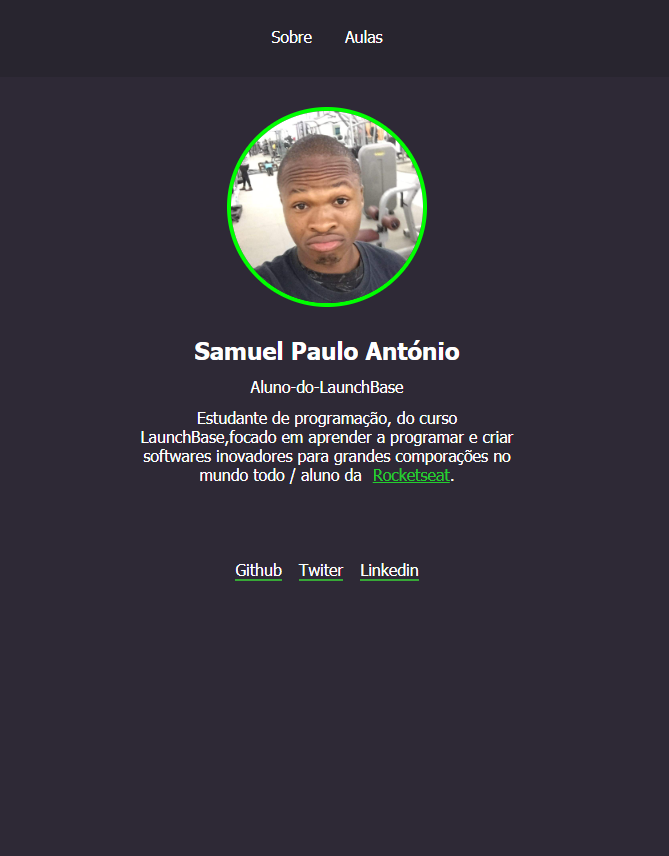 Sobre Aulas
Samuel Paulo António
Aluno-do-LaunchBase
Estudante de programação, do curso
LaunchBase,focado em aprender a programar e criar
softwares inovadores para grandes comporações no
mundo todo / aluno da Rocketseat.
Github Twiter Linkedin